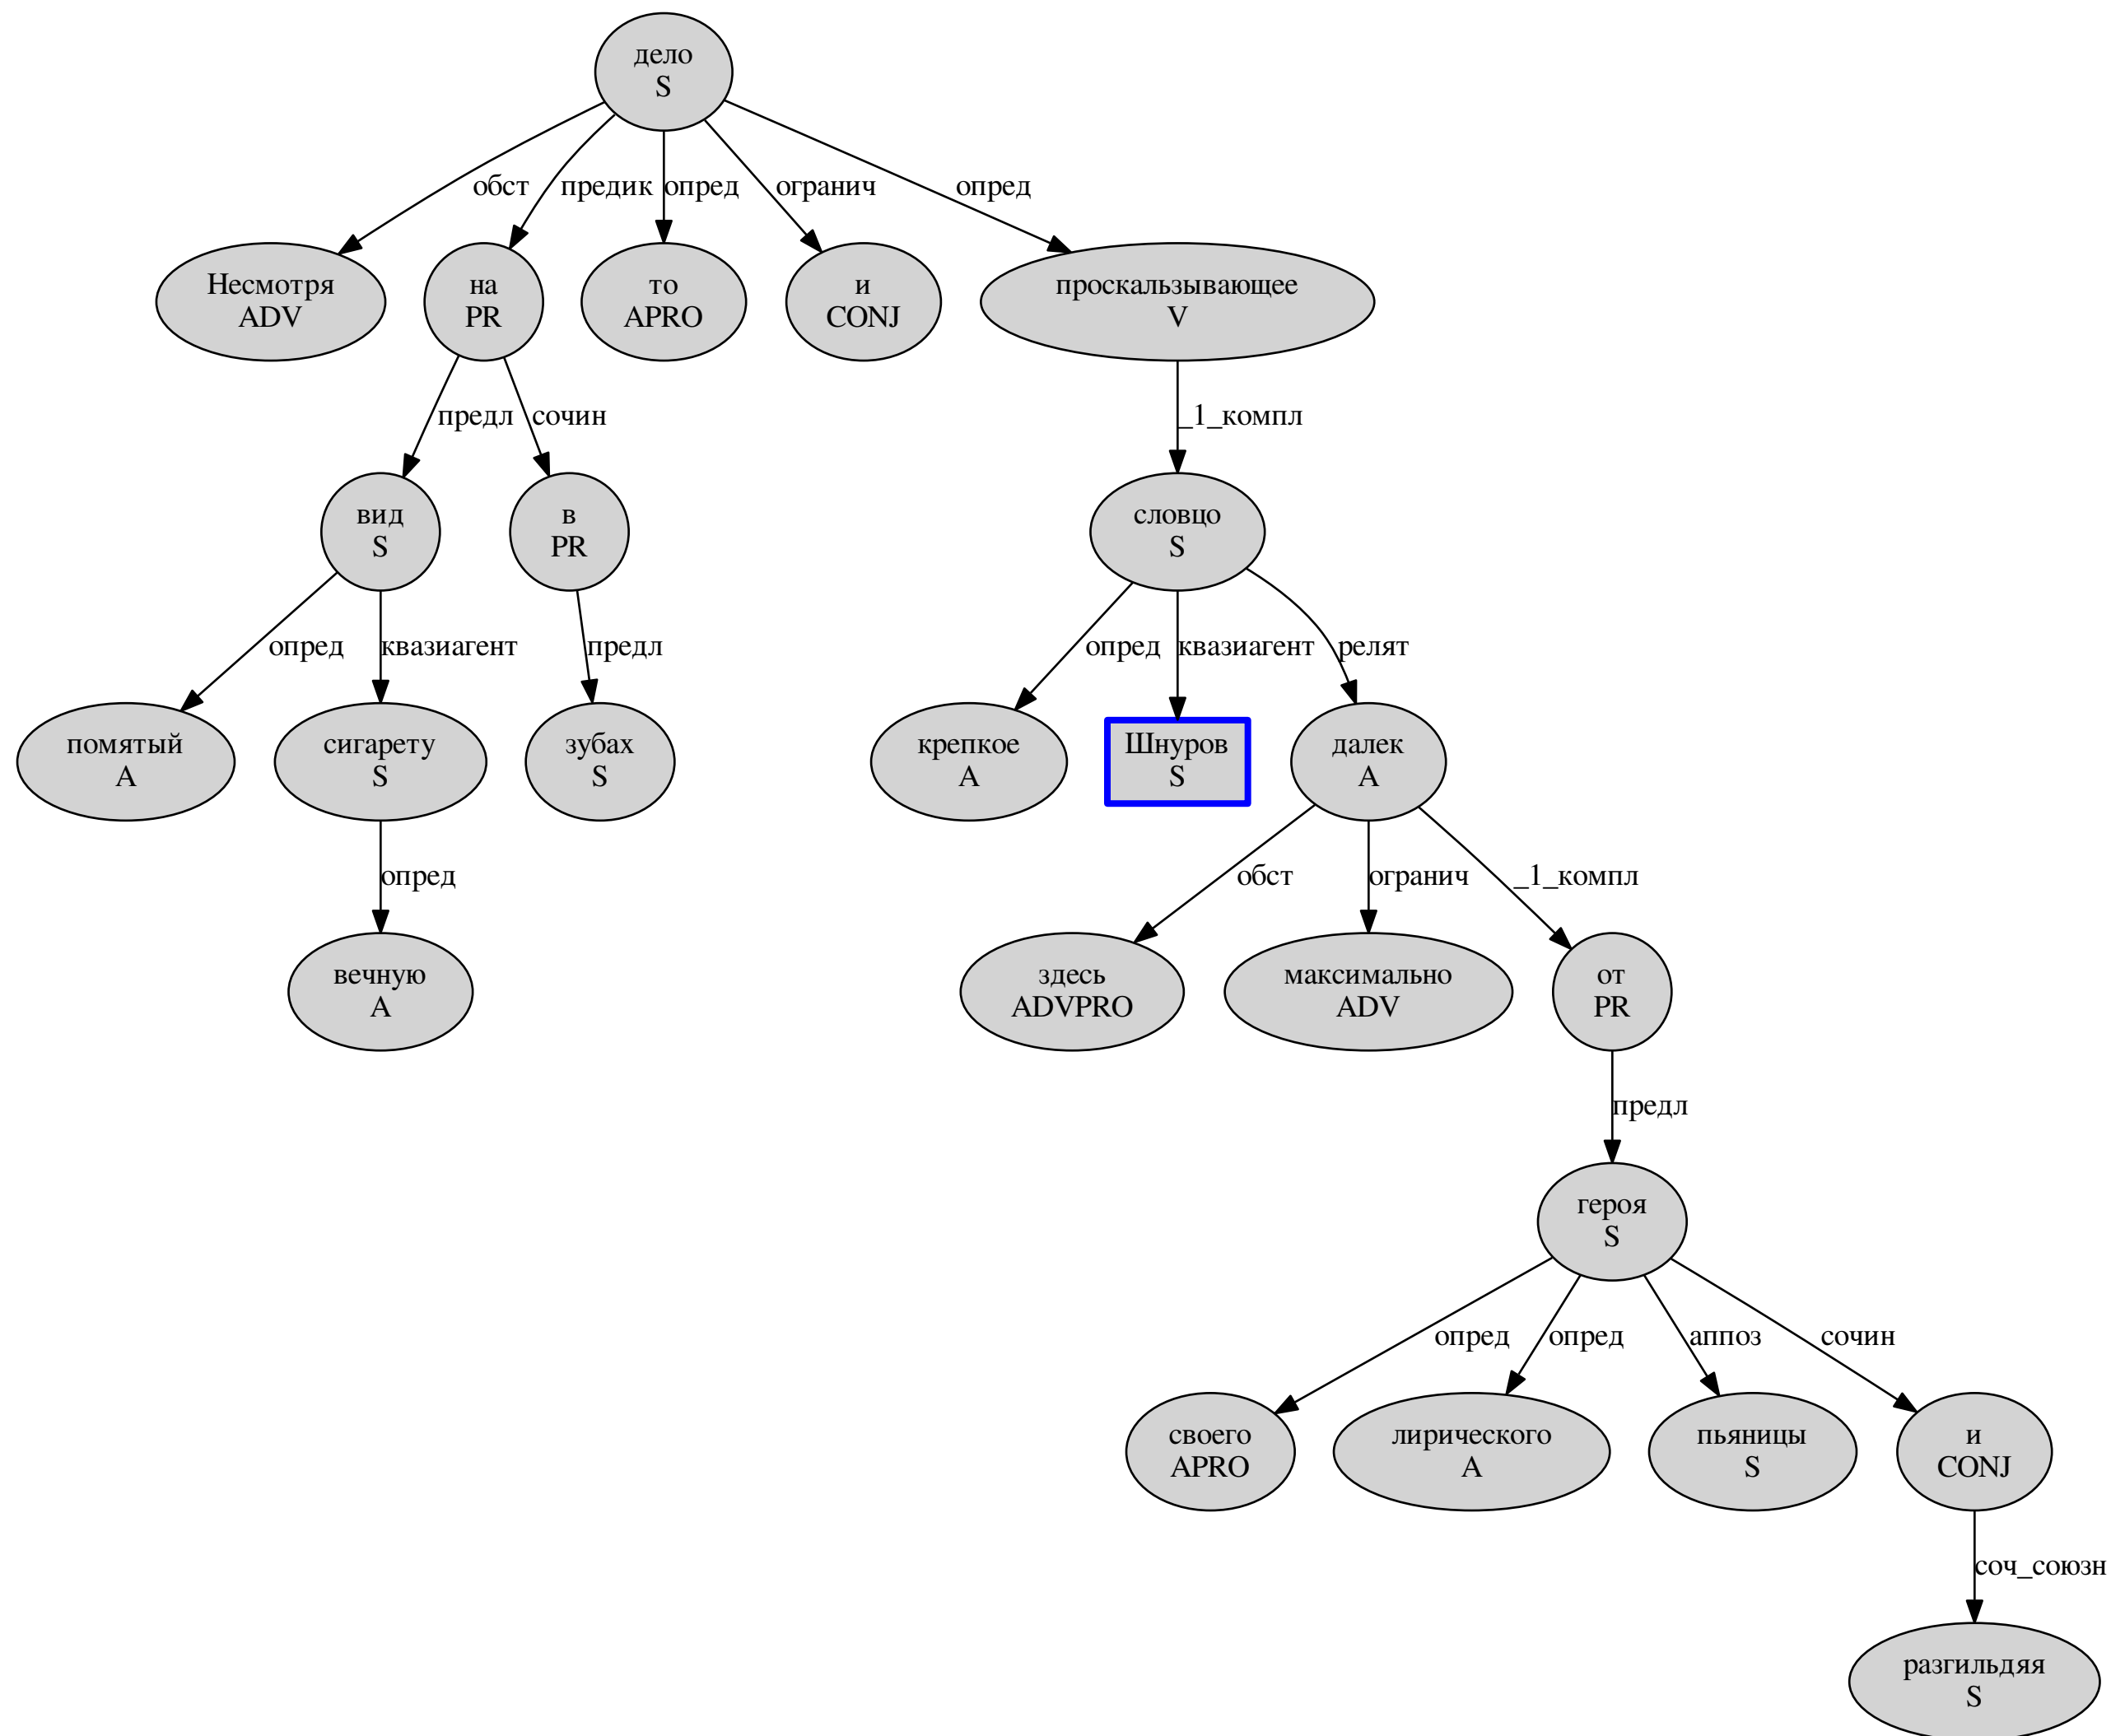 дело
S
обст
предик
опред
огранич
опред
Несмотря
ADV
на
PR
то
APRO
и
CONJ
проскальзывающее
V
предл
сочин
_1_компл
вид
S
в
PR
словцо
S
опред
квазиагент
предл
опред
квазиагент
релят
помятый
A
сигарету
S
зубах
S
крепкое
A
Шнуров
S
далек
A
опред
обст
огранич
_1_компл
вечную
A
здесь
ADVPRO
максимально
ADV
от
PR
предл
героя
S
опред
опред
аппоз
сочин
своего
APRO
лирического
A
пьяницы
S
и
CONJ
соч_союзн
разгильдяя
S